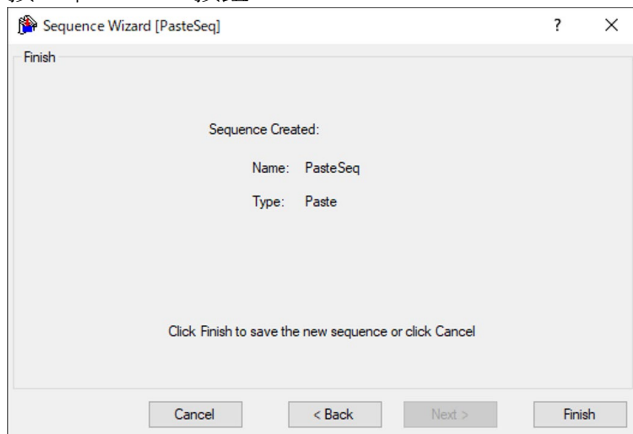 Sequence Wizard [PasteSeq]
?
Finish
Sequence Created:
Name: PasteSeq
Type: Paste
Click Finish to save the new sequence or click Cancel
Cancel
< Back
Next >
Finish